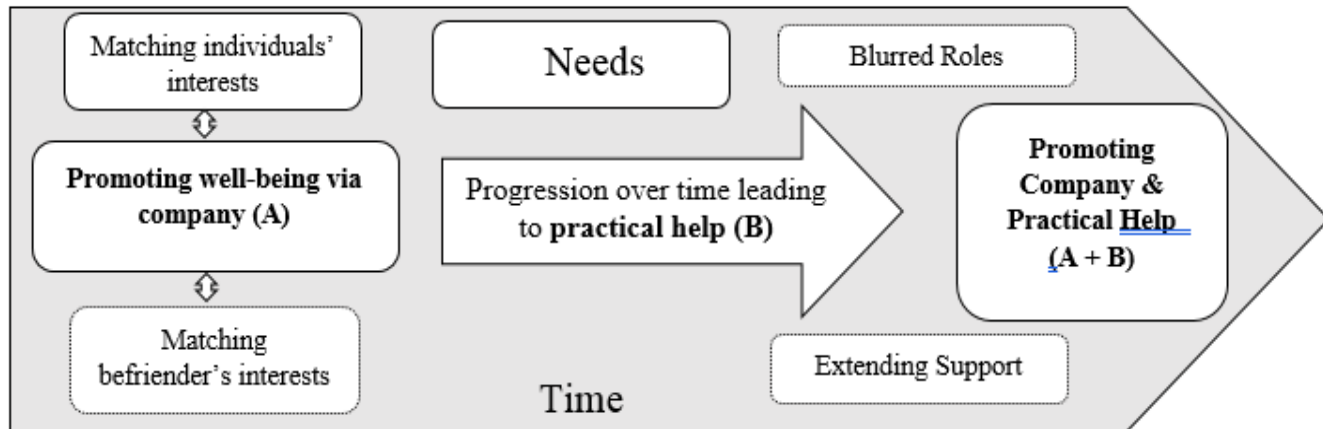 Matching individuals’
interests
Promoting well-being via
company (A)
Matching
befriender’s interests
Needs
Progression over time leading
to practical help (B)
Time
Blurred Roles
Promoting
Company &
Practical Help
(A + B)
Extending Support